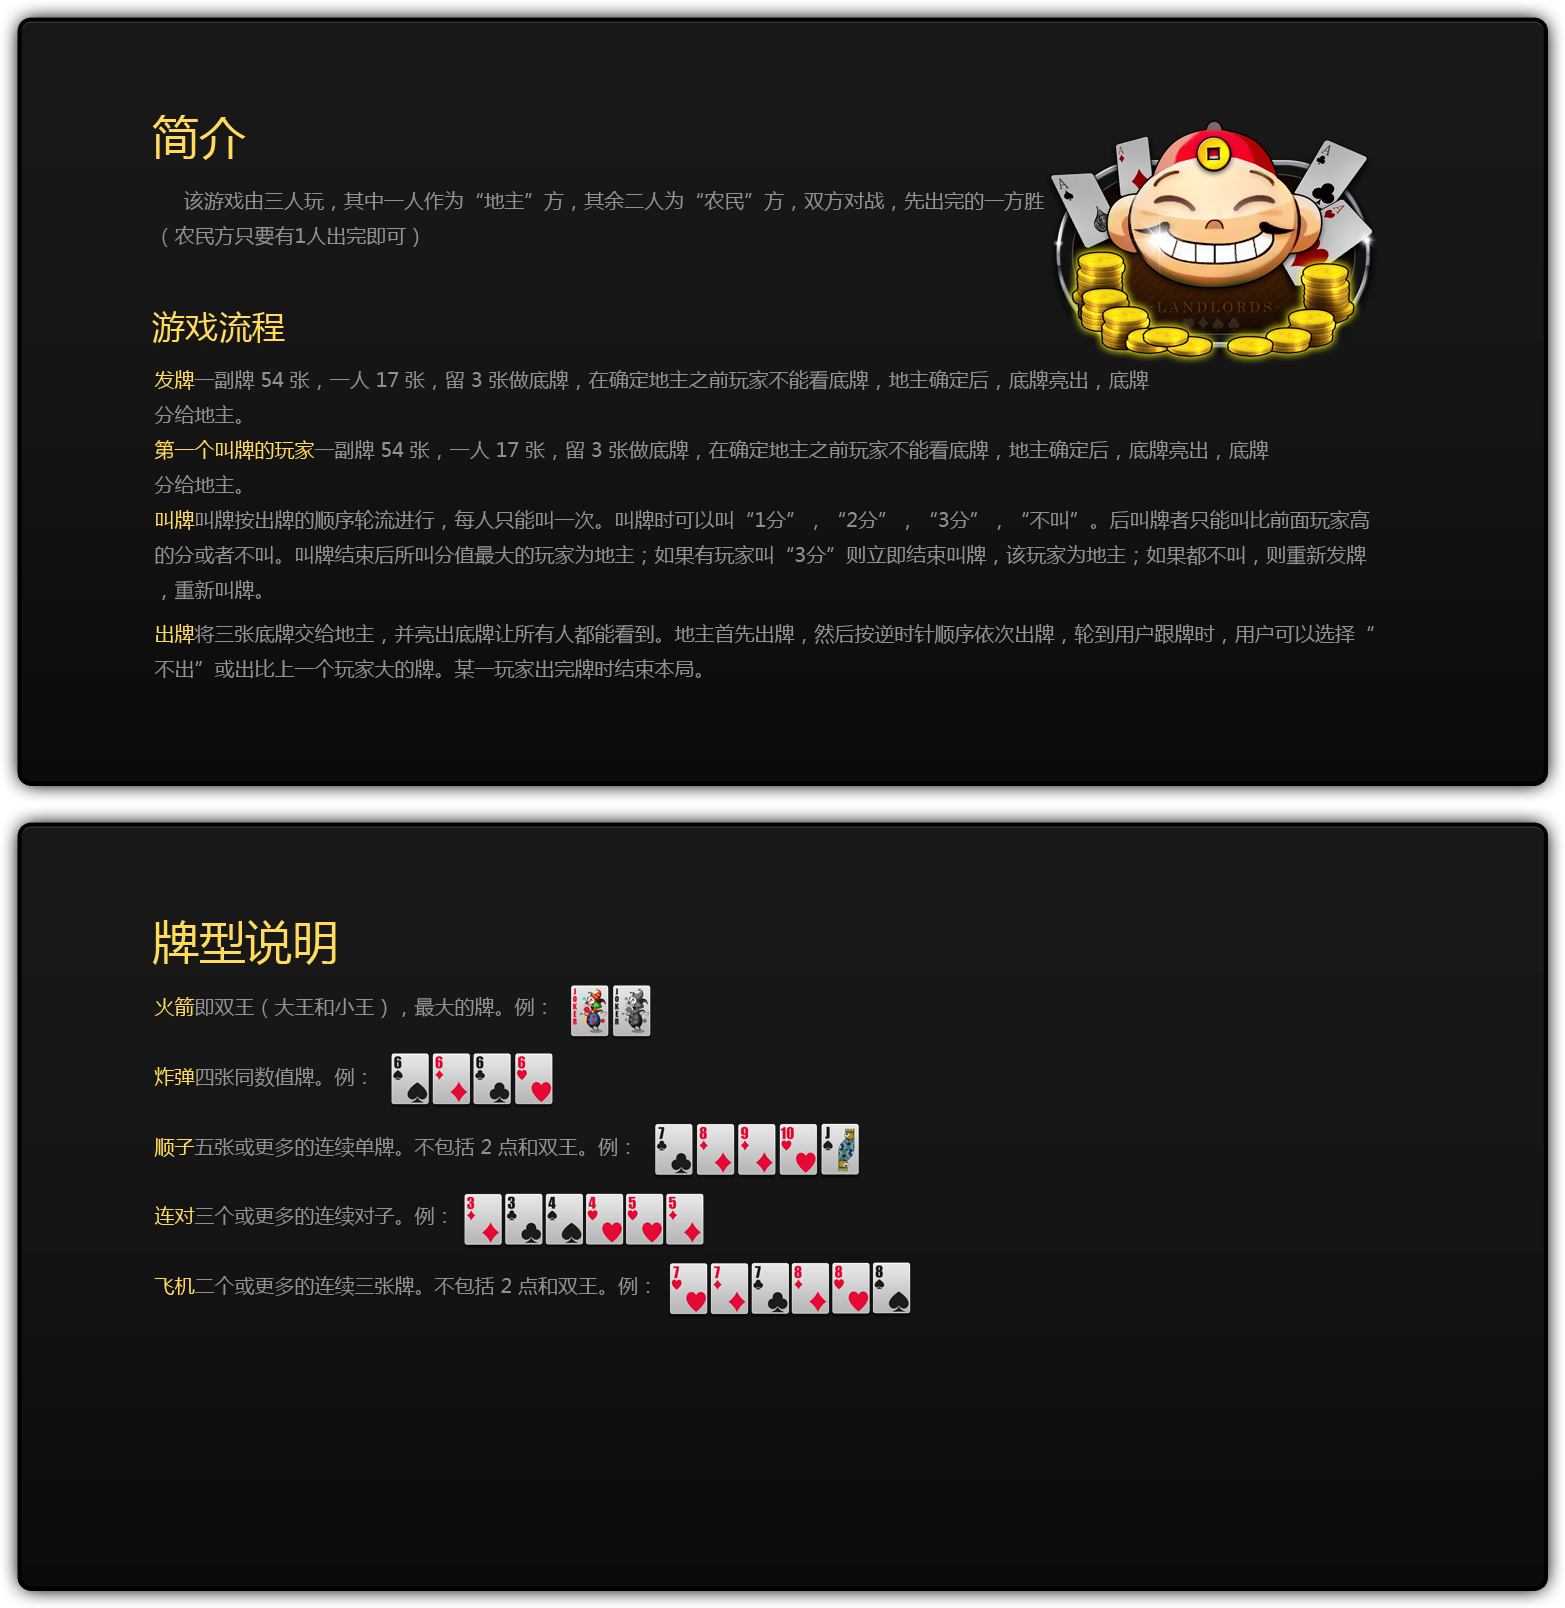 简介
该游戏由三人玩，其中一人作为“地主”方，其余二人为“农民”方，双方对战，先出完的一方胜
（农民方只要有1人出完即可）
A
A
A
A
LANDLORDS
游戏流程
发牌一副牌 54 张，一人 17 张，留 3 张做底牌，在确定地主之前玩家不能看底牌，地主确定后，底牌亮出，底牌
分给地主。
第一个叫牌的玩家一副牌 54 张，一人 17 张，留 3 张做底牌，在确定地主之前玩家不能看底牌，地主确定后，底牌亮出，底牌
分给地主。
叫牌叫牌按出牌的顺序轮流进行，每人只能叫一次。叫牌时可以叫“1分”，“2分”，“3分”，“不叫”。后叫牌者只能叫比前面玩家高
的分或者不叫。叫牌结束后所叫分值最大的玩家为地主；如果有玩家叫“3分”则立即结束叫牌，该玩家为地主；如果都不叫，则重新发牌
，重新叫牌。
出牌将三张底牌交给地主，并亮出底牌让所有人都能看到。地主首先出牌，然后按逆时针顺序依次出牌，轮到用户跟牌时，用户可以选择“
不出”或出比上一个玩家大的牌。某一玩家出完牌时结束本局。
牌型说明
火箭即双王（大王和小王），最大的牌。例： JOKER JOKER
炸弹四张同数值牌。例： 6 6 6 6
顺子五张或更多的连续单牌。不包括 2 点和双王。例： 7 8 9 10 J
连对三个或更多的连续对子。例： 3 3 4 4 5 5
飞机二个或更多的连续三张牌。不包括 2 点和双王。例： 7 7 7 8 8 8